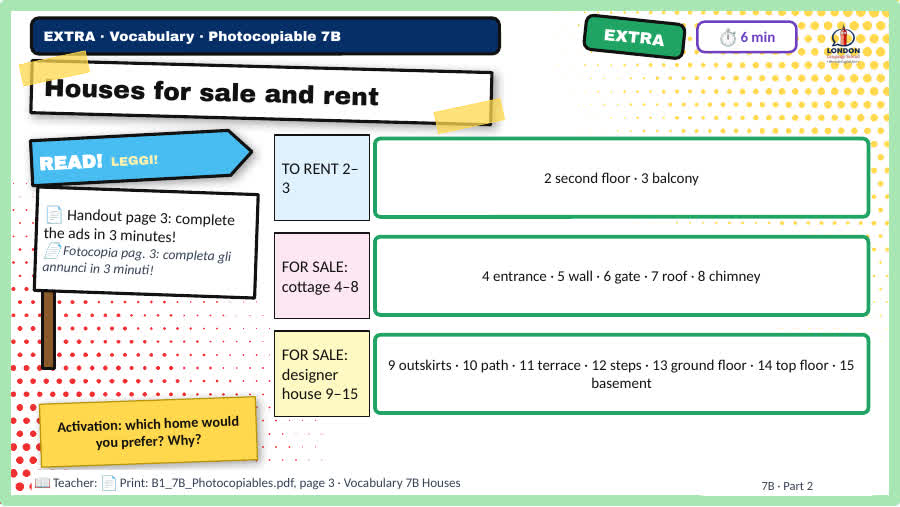 EXTRA · Vocabulary · Photocopiable 7B
EXTRA
⏱️ 6 min
LONDON
Houses for sale and rent
READ! LEGGI!
📄 Handout page 3: complete
the ads in 3 minutes!
📄 Fotocopia pag. 3: completa gli
annunci in 3 minuti!
TO RENT 2–
3
2 second floor · 3 balcony
FOR SALE:
cottage 4–8
4 entrance · 5 wall · 6 gate · 7 roof · 8 chimney
FOR SALE:
designer
house 9–15
9 outskirts · 10 path · 11 terrace · 12 steps · 13 ground floor · 14 top floor · 15
basement
Activation: which home would
you prefer? Why?
📖 Teacher: 📄 Print: B1_7B_Photocopiables.pdf, page 3 · Vocabulary 7B Houses
7B · Part 2